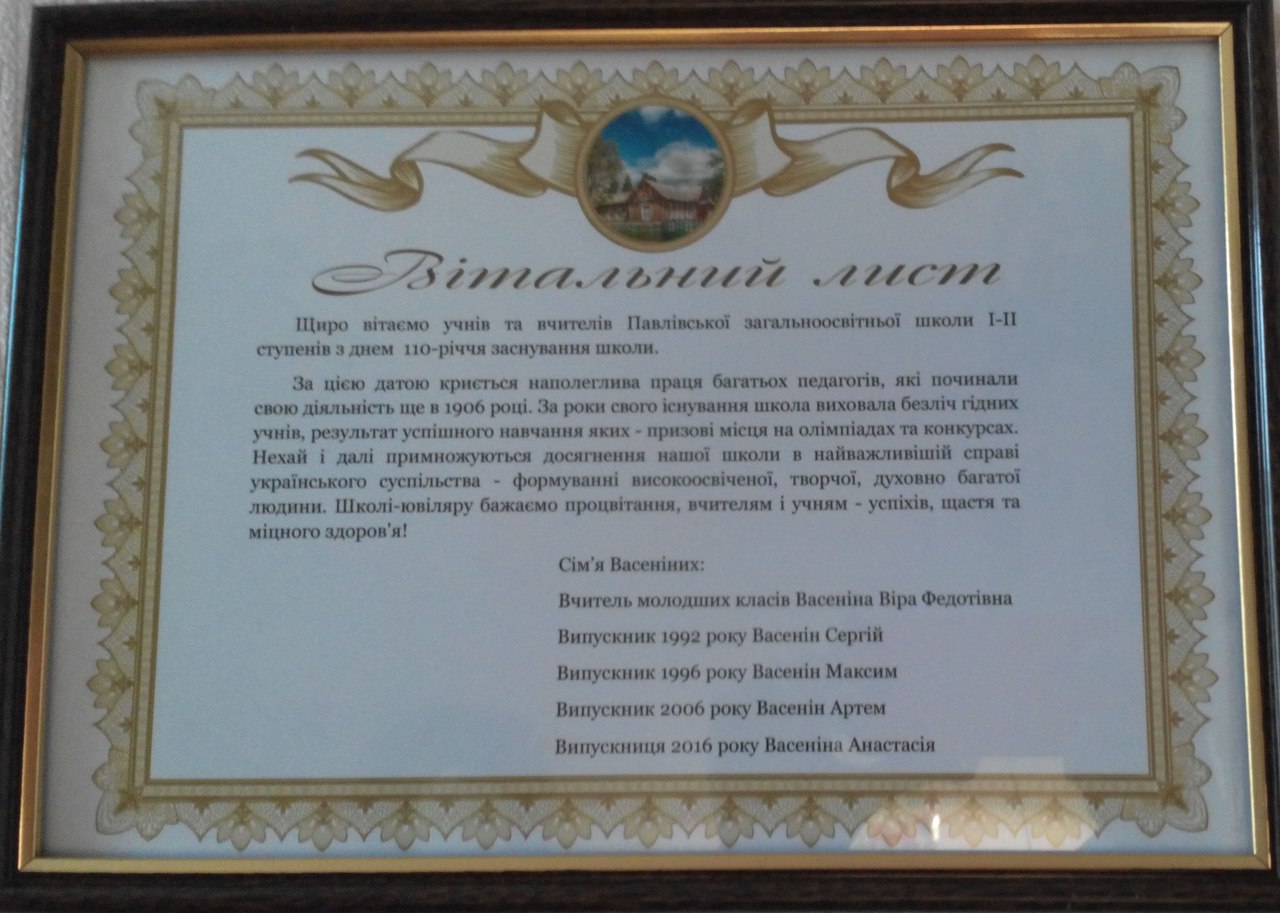 Вітальний лист
Щиро вітаємо учнів та вчителів Павлівської загальноосвітньої школи І-ІІ
ступенів з днем 110-річчя заснування школи.
За цією датою криється наполеглива праця багатьох педагогів, які починали
свою діяльність ще в 1906 році. За роки свого існування школа виховала безліч гідних
учнів, результат успішного навчання яких - призові місця на олімпіадах та конкурсах.
Нехай і далі примножуються досягнення нашої школи в найважливішій справі
українського суспільства - формуванні високоосвіченої, творчої, духовно багатої
людини. Школі-ювіляру бажаємо процвітання, вчителям і учням - успіхів, щастя та
міцного здоров'я!
Сім’я Васеніних:
Вчитель молодших класів Васеніна Віра Федотівна
Випускник 1992 року Васенін Сергій
Випускник 1996 року Васенін Максим
Випускник 2006 року Васенін Артем
Випускниця 2016 року Васеніна Анастасія